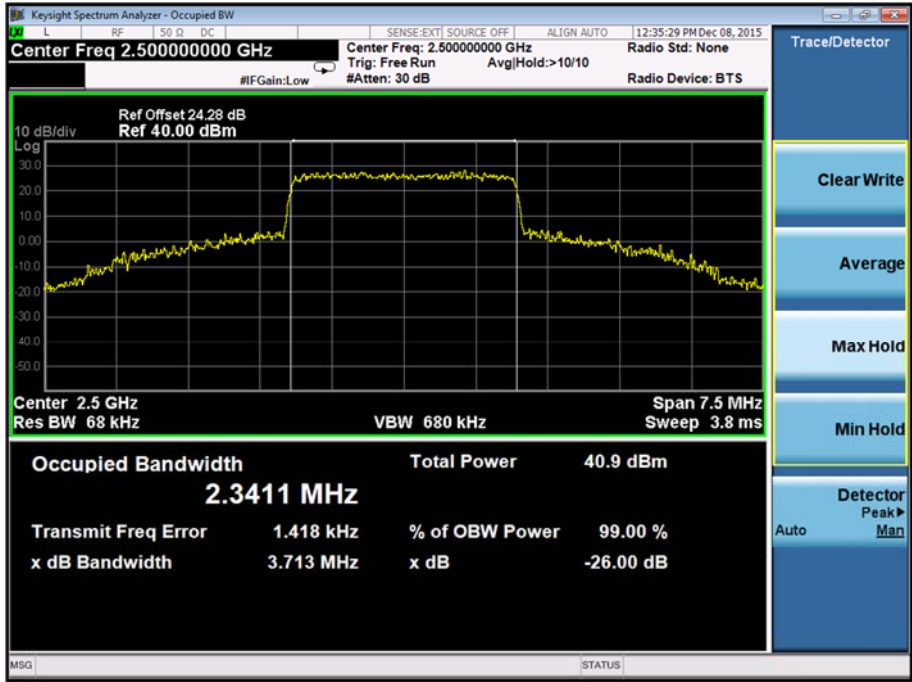 Keysight Spectrum Analyzer - Occupied BW
LXI L RF 50 Ω DC SENSE:EXT SOURCE OFF ALIGN AUTO 12:35:29 PM Dec 08, 2015
Center Freq 2.500000000 GHz
Center Freq: 2.500000000 GHz Radio Std: None
Trig: Free Run Avg|Hold:>10/10
#IFGain:Low #Atten: 30 dB Radio Device: BTS
Trace/Detector
Ref Offset 24.28 dB
10 dB/div Ref 40.00 dBm
Log
30.0
20.0
10.0
0.00
-10.0
-20.0
-30.0
-40.0
-50.0
Center 2.5 GHz Span 7.5 MHz
Res BW 68 kHz VBW 680 kHz Sweep 3.8 ms
Occupied Bandwidth Total Power 40.9 dBm
2.3411 MHz
Transmit Freq Error 1.418 kHz % of OBW Power 99.00 %
x dB Bandwidth 3.713 MHz x dB -26.00 dB
Clear Write
Average
Max Hold
Min Hold
Detector
Peak▶
Auto Man
MSG STATUS